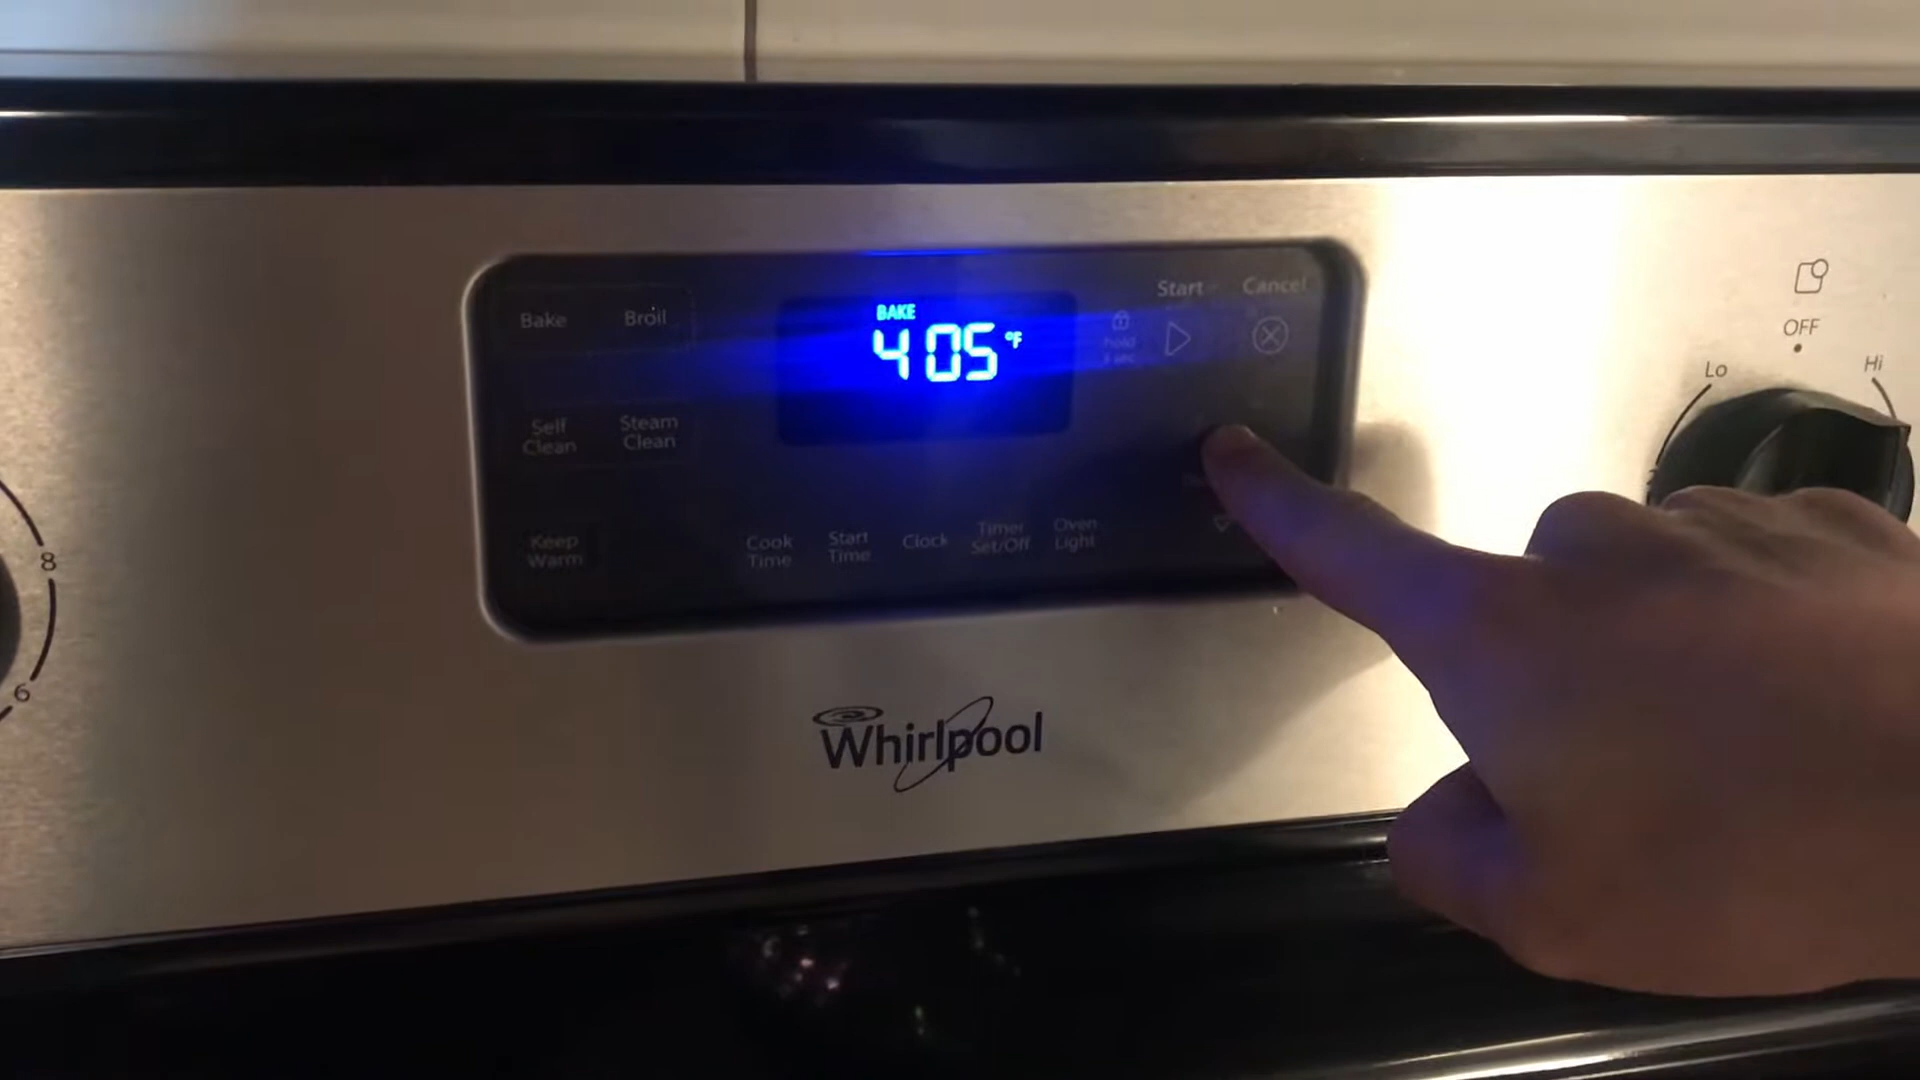 Bake
Broil
BAKE
405 °F
Start
Cancel
hold
Self
Clean
Steam
Clean
Keep
Warm
Cook
Time
Start
Time
Clock
Timer
Set/Off
Oven
Light
OFF
Lo
Hi
8
6
Whirlpool